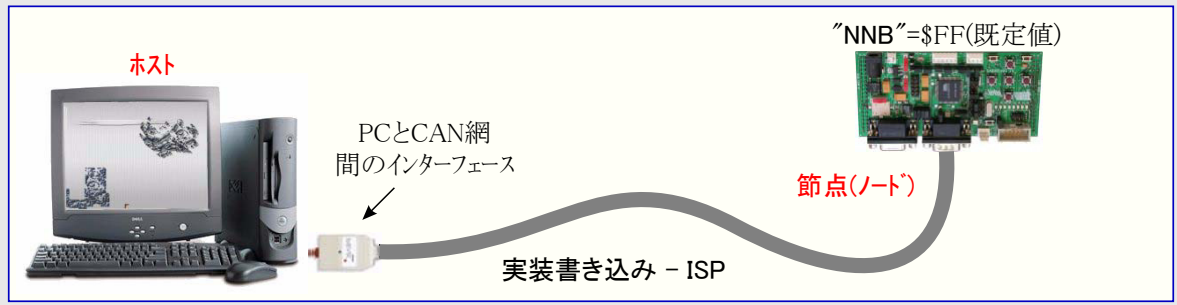 "NNB"=$FF(既定値)
ホスト
PCとCAN網
間のインターフェース
節点(ノード)
実装書き込み - ISP
DELL